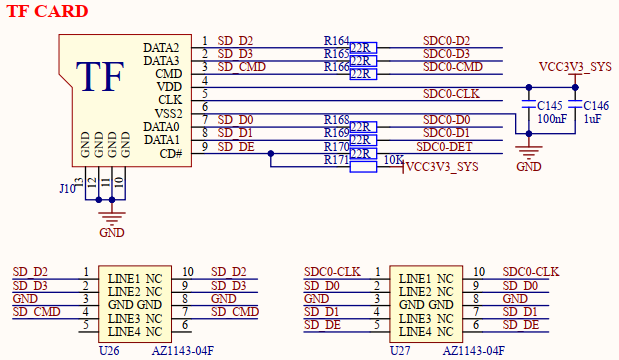 TF CARD
1 SD_D2 R164 22R SDC0-D2
DATA2
2 SD_D3 R165 22R SDC0-D3
DATA3
3 SD_CMD R166 22R SDC0-CMD VCC3V3_SYS
CMD
TF
4
VDD
5 SDC0-CLK
CLK
C145 C146
6
VSS2
100nF 1uF
7 SD_D0 R168 22R SDC0-D0
DATA0
8 SD_D1 R169 22R SDC0-D1
DATA1
9 SD_DE R170 22R SDC0-DET
CD#
GND GND GND GND
R171 10K VCC3V3_SYS
GND
13 12 11 10
J10
GND
SD_D2 1 LINE1 NC 10 SD_D2 SDC0-CLK 1 LINE1 NC 10 SDC0-CLK
SD_D3 2 LINE2 NC 9 SD_D3 SD_D0 2 LINE2 NC 9 SD_D0
GND 3 GND GND 8 GND GND 3 GND GND 8 GND
SD_CMD 4 LINE3 NC 7 SD_CMD SD_D1 4 LINE3 NC 7 SD_D1
5 LINE4 NC 6 SD_DE 5 LINE4 NC 6 SD_DE
U26 AZ1143-04F U27 AZ1143-04F